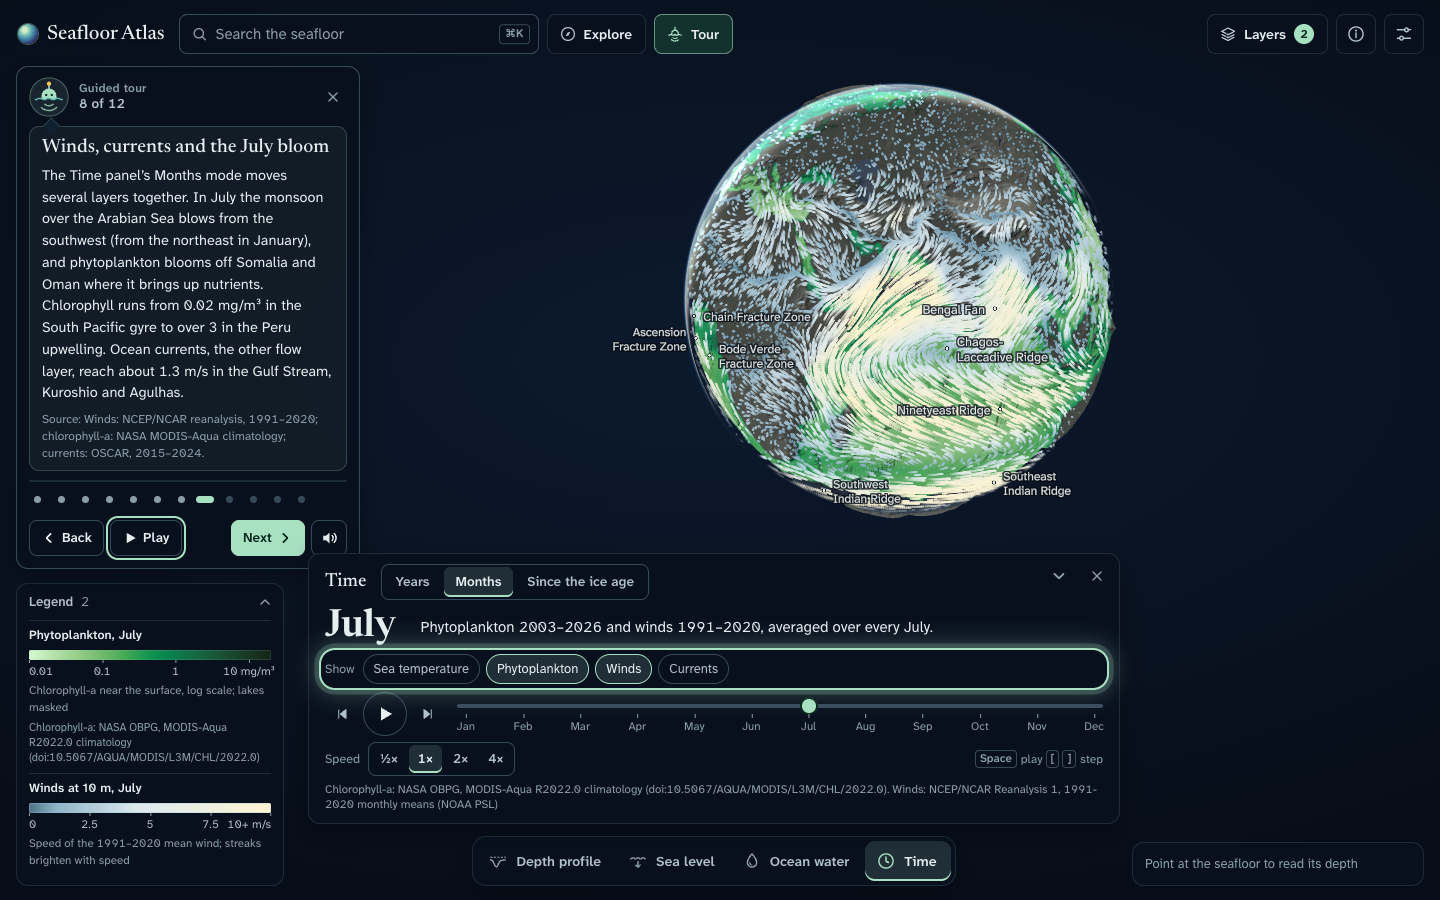 Seafloor Atlas
Search the seafloor
⌘K
Explore
Tour
Layers 2
Guided tour
8 of 12
Winds, currents and the July bloom
The Time panel's Months mode moves
several layers together. In July the monsoon
over the Arabian Sea blows from the
southwest (from the northeast in January),
and phytoplankton blooms off Somalia and
Oman where it brings up nutrients.
Chlorophyll runs from 0.02 mg/m³ in the
South Pacific gyre to over 3 in the Peru
upwelling. Ocean currents, the other flow
layer, reach about 1.3 m/s in the Gulf Stream,
Kuroshio and Agulhas.
Source: Winds: NCEP/NCAR reanalysis, 1991–2020;
chlorophyll-a: NASA MODIS-Aqua climatology;
currents: OSCAR, 2015–2024.
Back
Play
Next
Legend 2
Phytoplankton, July
0.01 0.1 1 10 mg/m³
Chlorophyll-a near the surface, log scale; lakes
masked
Chlorophyll-a: NASA OBPG, MODIS-Aqua
R2022.0 climatology
(doi:10.5067/AQUA/MODIS/L3M/CHL/2022.0)
Winds at 10 m, July
0 2.5 5 7.5 10+ m/s
Speed of the 1991–2020 mean wind; streaks
brighten with speed
Chain Fracture Zone
Ascension
Fracture Zone
Bode Verde
Fracture Zone
Bengal Fan
Chagos-
Laccadive Ridge
Ninetyeast Ridge
Southwest
Indian Ridge
Southeast
Indian Ridge
Time
Years
Months
Since the ice age
July
Phytoplankton 2003–2026 and winds 1991–2020, averaged over every July.
Show
Sea temperature
Phytoplankton
Winds
Currents
Jan Feb Mar Apr May Jun Jul Aug Sep Oct Nov Dec
Speed
½× 1× 2× 4×
Space play [ ] step
Chlorophyll-a: NASA OBPG, MODIS-Aqua R2022.0 climatology (doi:10.5067/AQUA/MODIS/L3M/CHL/2022.0). Winds: NCEP/NCAR Reanalysis 1, 1991-
2020 monthly means (NOAA PSL)
Depth profile
Sea level
Ocean water
Time
Point at the seafloor to read its depth